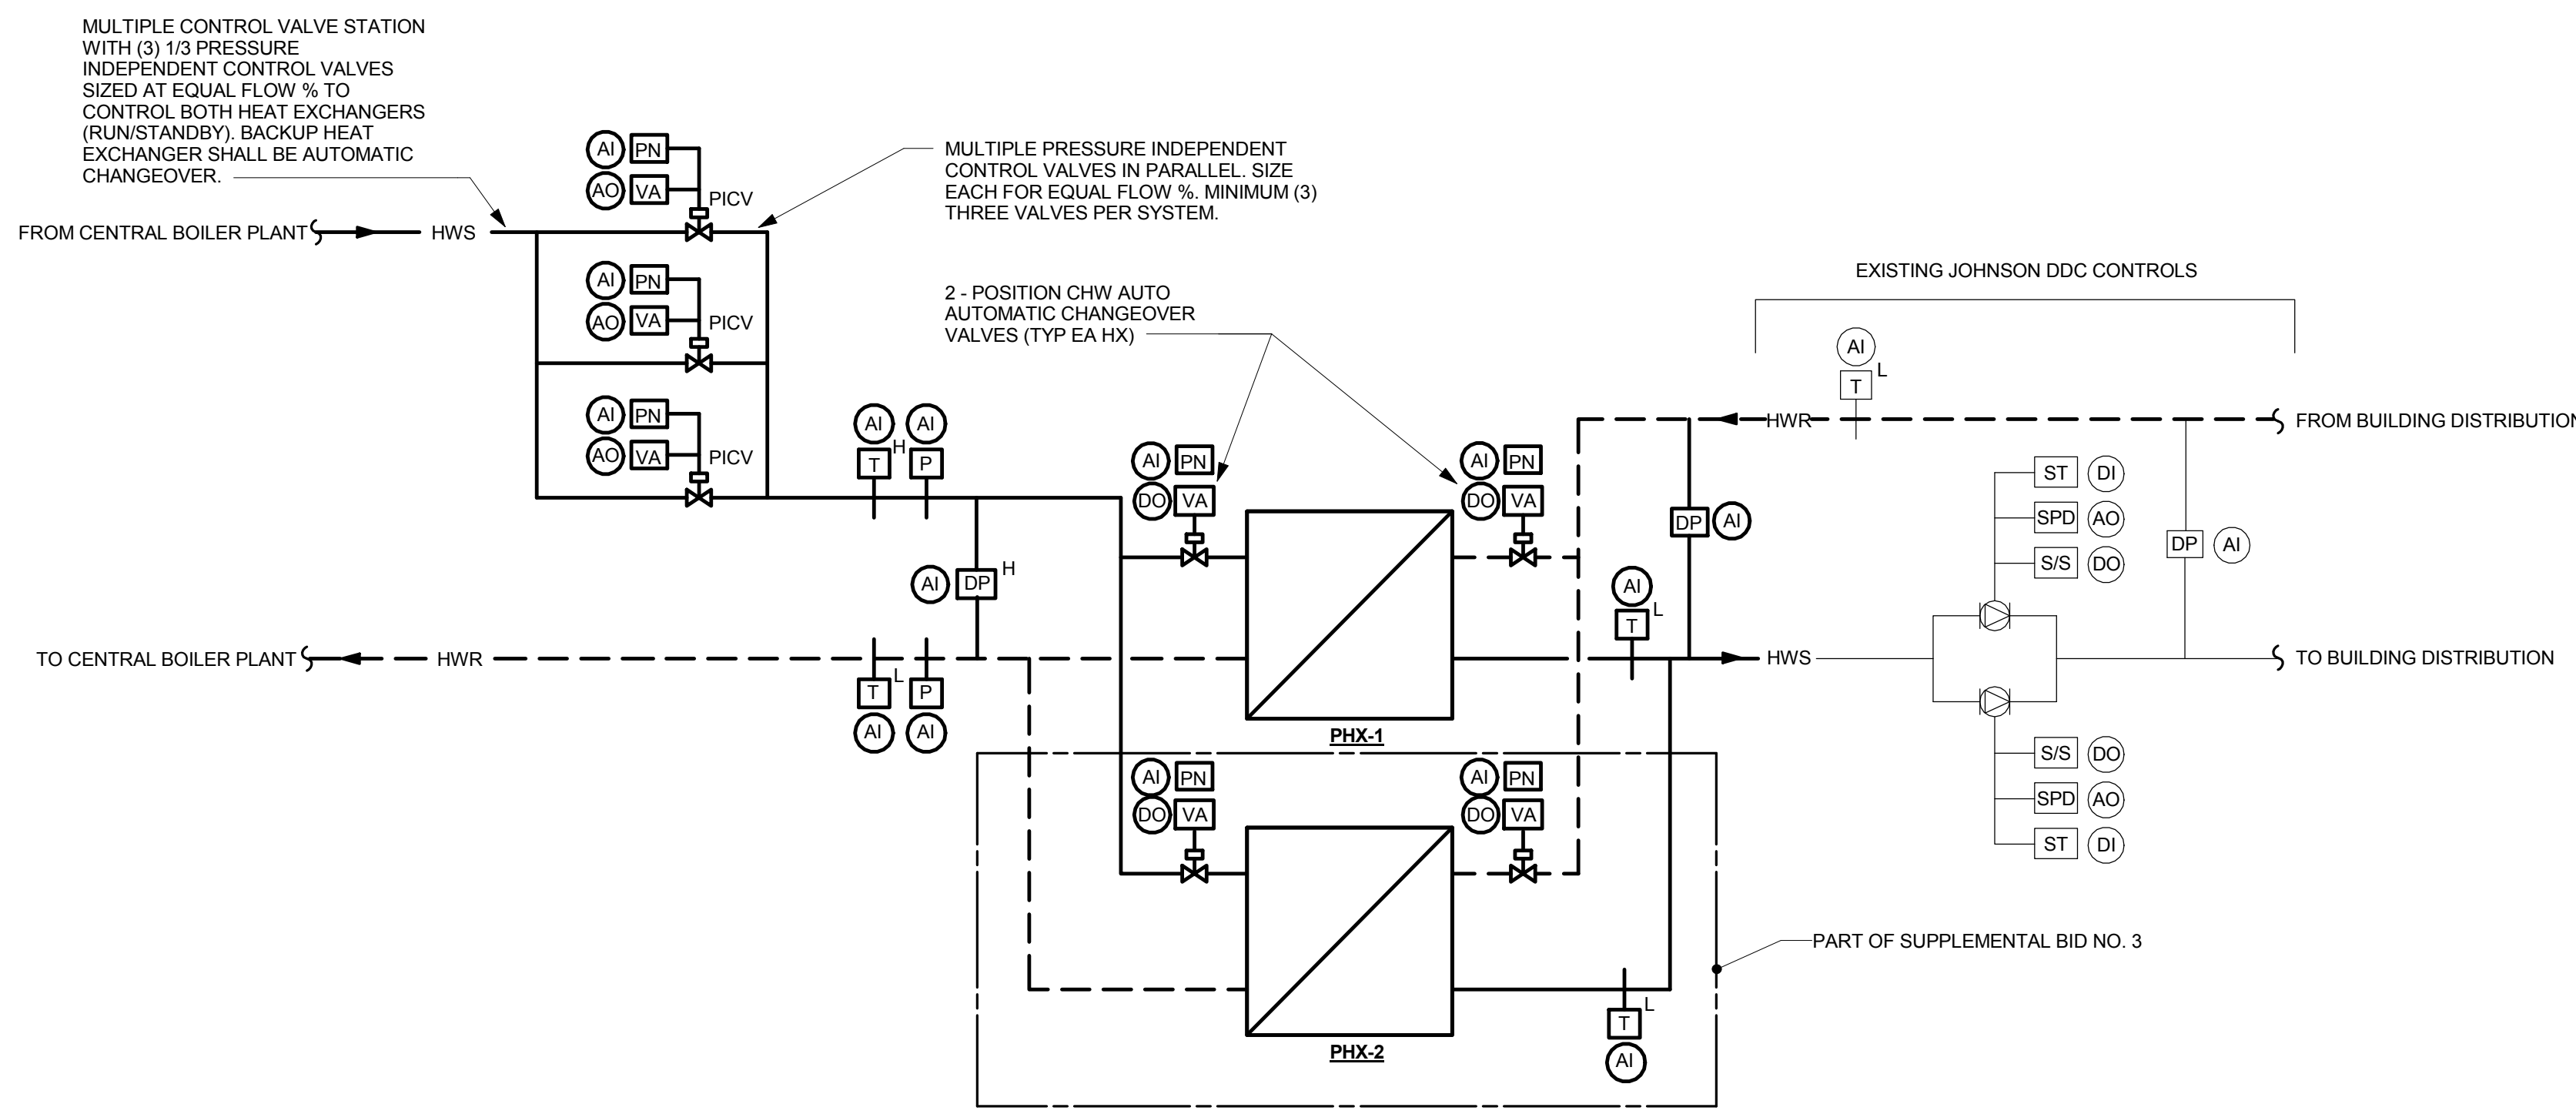 MULTIPLE CONTROL VALVE STATION
WITH (3) 1/3 PRESSURE
INDEPENDENT CONTROL VALVES
SIZED AT EQUAL FLOW % TO
CONTROL BOTH HEAT EXCHANGERS
(RUN/STANDBY). BACKUP HEAT
EXCHANGER SHALL BE AUTOMATIC
CHANGEOVER.
AI PN
AO VA
PICV
MULTIPLE PRESSURE INDEPENDENT
CONTROL VALVES IN PARALLEL. SIZE
EACH FOR EQUAL FLOW %. MINIMUM (3)
THREE VALVES PER SYSTEM.
FROM CENTRAL BOILER PLANT
HWS
AI PN
AO VA
PICV
2 - POSITION CHW AUTO
AUTOMATIC CHANGEOVER
VALVES (TYP EA HX)
EXISTING JOHNSON DDC CONTROLS
AI
T
L
AI PN
AO VA
PICV
AI
T
H
AI
P
HWR
FROM BUILDING DISTRIBUTION
AI PN
DO VA
AI PN
DO VA
DP AI
ST DI
SPD AO
S/S DO
DP AI
AI DP
H
AI
T
L
TO CENTRAL BOILER PLANT
HWR
HWS
TO BUILDING DISTRIBUTION
T
L
AI
P
AI
PHX-1
S/S DO
SPD AO
ST DI
AI PN
DO VA
AI PN
DO VA
PART OF SUPPLEMENTAL BID NO. 3
T
L
AI
PHX-2